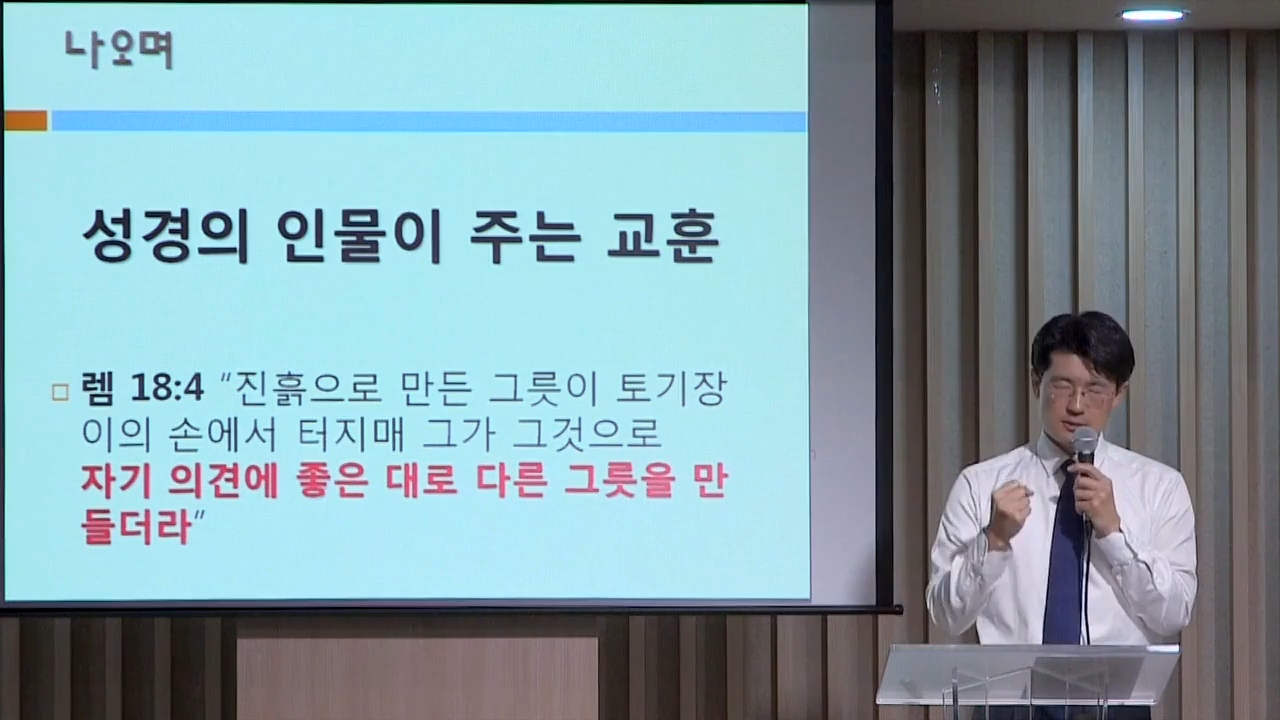 나오며
성경의 인물이 주는 교훈
렘 18:4 "진흙으로 만든 그릇이 토기장
이의 손에서 터지매 그가 그것으로
자기 의견에 좋은 대로 다른 그릇을 만
들더라"